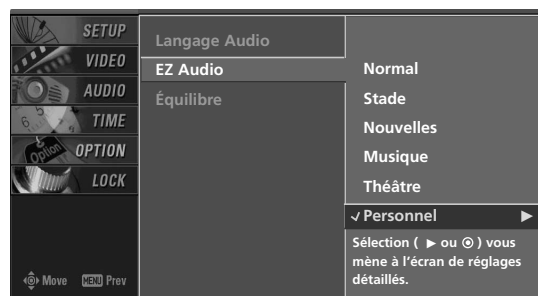 SETUP
VIDEO
AUDIO
TIME
OPTION
LOCK
Move MENU Prev
Langage Audio
EZ Audio
Équilibre
Normal
Stade
Nouvelles
Musique
Théâtre
✓ Personnel ▶
Sélection ( ▶ ou ⊙ ) vous
mène à l'écran de réglages
détaillés.